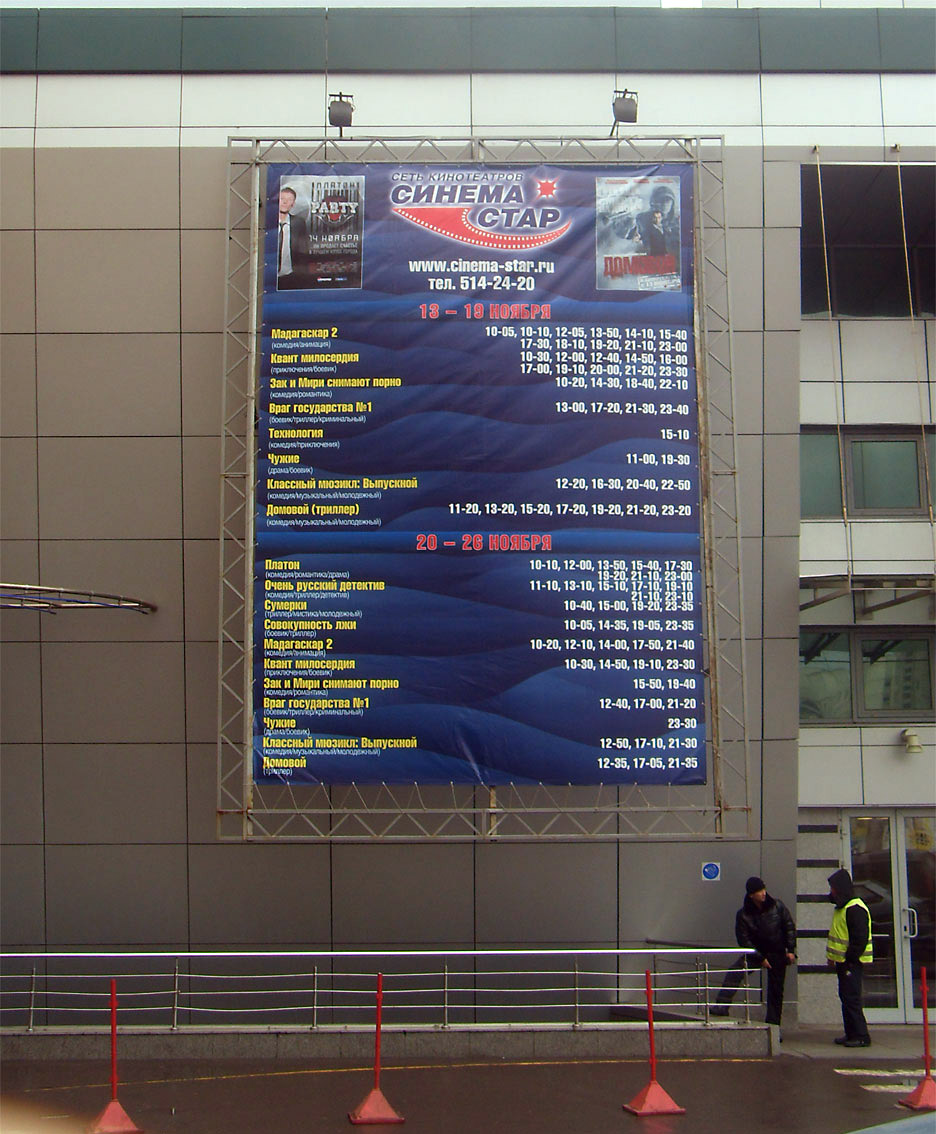 ПЛАТОН
PARTY
14 НОЯБРЯ
СЕТЬ КИНОТЕАТРОВ
СИНЕМА
СТАР
ДОМОВОЙ
www.cinema-star.ru
тел. 514-24-20
13 – 19 НОЯБРЯ
Мадагаскар 2 10-05, 10-10, 12-05, 13-50, 14-10, 15-40
(комедия/анимация) 17-30, 18-10, 19-20, 21-10, 23-00
Квант милосердия 10-30, 12-00, 12-40, 14-50, 16-00
(приключения/боевик) 17-00, 19-10, 20-00, 21-20, 23-30
Зак и Мири снимают порно 10-20, 14-30, 18-40, 22-10
(комедия/романтика)
Враг государства №1 13-00, 17-20, 21-30, 23-40
(боевик/триллер/криминальный)
Технология 15-10
(комедия/приключения)
Чужие 11-00, 19-30
(драма/боевик)
Классный мюзикл: Выпускной 12-20, 16-30, 20-40, 22-50
(комедия/музыкальный/молодежный)
Домовой (триллер) 11-20, 13-20, 15-20, 17-20, 19-20, 21-20, 23-20
(комедия/музыкальный/молодежный)
20 – 26 НОЯБРЯ
Платон 10-10, 12-00, 13-50, 15-40, 17-30
(комедия/романтика/драма) 19-20, 21-10, 23-00
Очень русский детектив 11-10, 13-10, 15-10, 17-10, 19-10
(комедия/триллер/детектив) 21-10, 23-10
Сумерки 10-40, 15-00, 19-20, 23-35
(триллер/мистика/молодежный)
Совокупность лжи 10-05, 14-35, 19-05, 23-35
(боевик/триллер)
Мадагаскар 2 10-20, 12-10, 14-00, 17-50, 21-40
(комедия/анимация)
Квант милосердия 10-30, 14-50, 19-10, 23-30
(приключения/боевик)
Зак и Мири снимают порно 15-50, 19-40
(комедия/романтика)
Враг государства №1 12-40, 17-00, 21-20
(боевик/триллер/криминальный)
Чужие 23-30
(драма/боевик)
Классный мюзикл: Выпускной 12-50, 17-10, 21-30
(комедия/музыкальный/молодежный)
Домовой 12-35, 17-05, 21-35
(триллер)